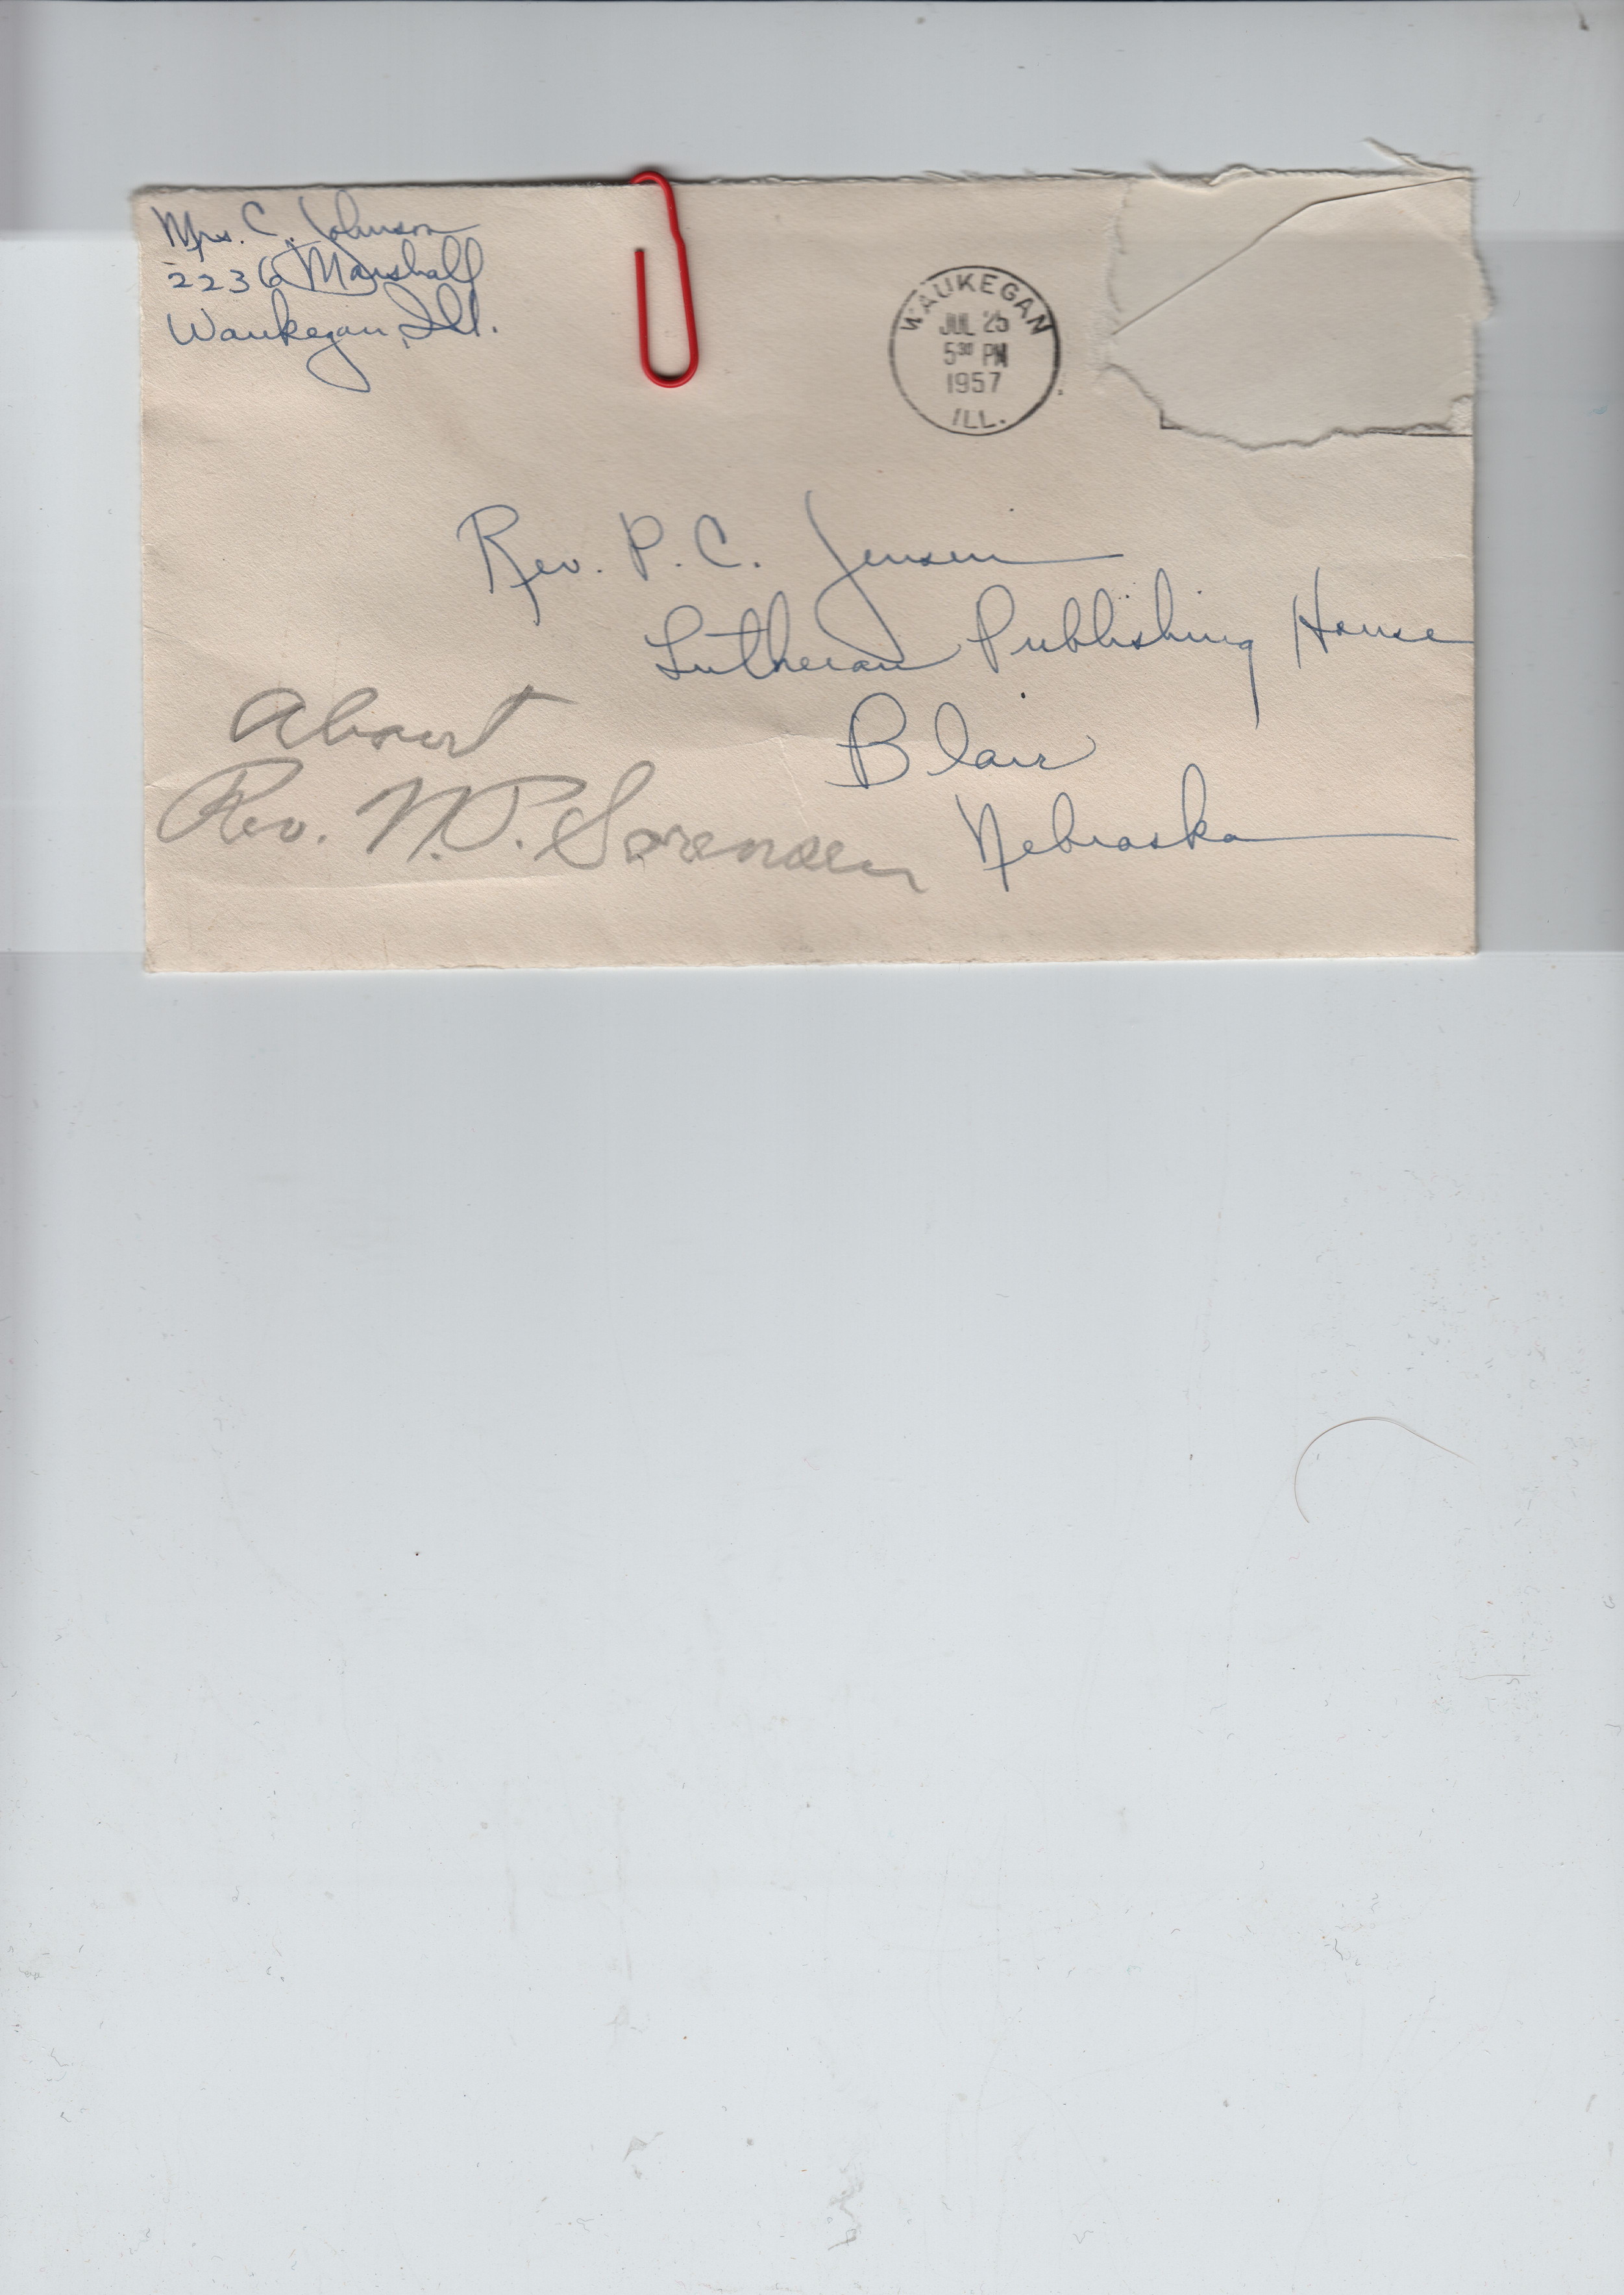 Mrs. C. Johnson
2236 Marshall
Waukegan, Ill.
WAUKEGAN
JUL 25
5³⁰ PM
1957
ILL.
Rev. P. C. Jensen
Lutheran Publishing House
Blair
Nebraska
About
Rev. N.P. Sorensen